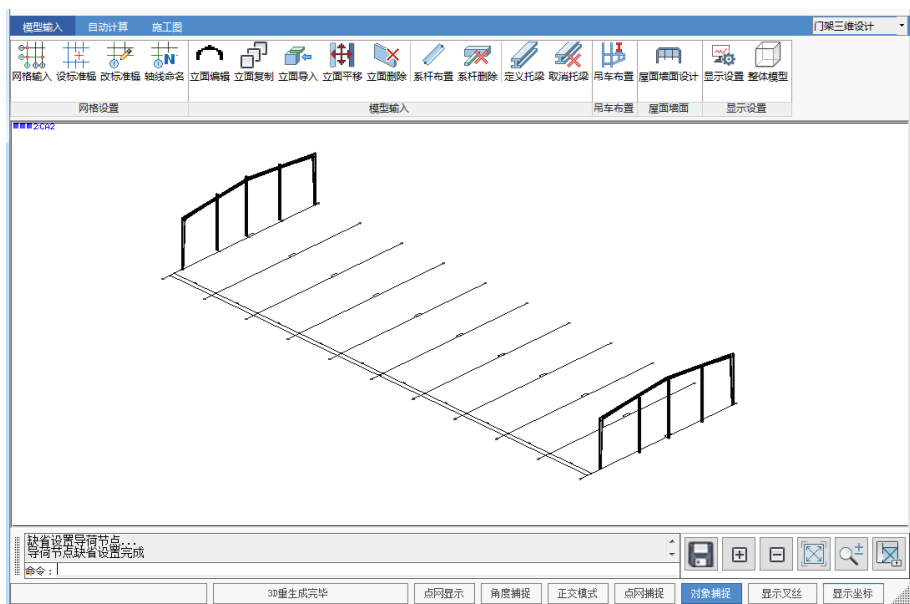 模型输入 自动计算 施工图 门架三维设计
网格输入 设标准榀 改标准榀 轴线命名 立面编辑 立面复制 立面导入 立面平移 立面删除 系杆布置 系杆删除 定义托梁 取消托梁 吊车布置 屋面墙面设计 显示设置 整体模型
网格设置 模型输入 吊车布置 屋面墙面 显示设置
2CA2
缺省设置导荷节点...
导荷节点缺省设置完成
命令:
3D重生成完毕 点网显示 角度捕捉 正交模式 点网捕捉 对象捕捉 显示叉丝 显示坐标